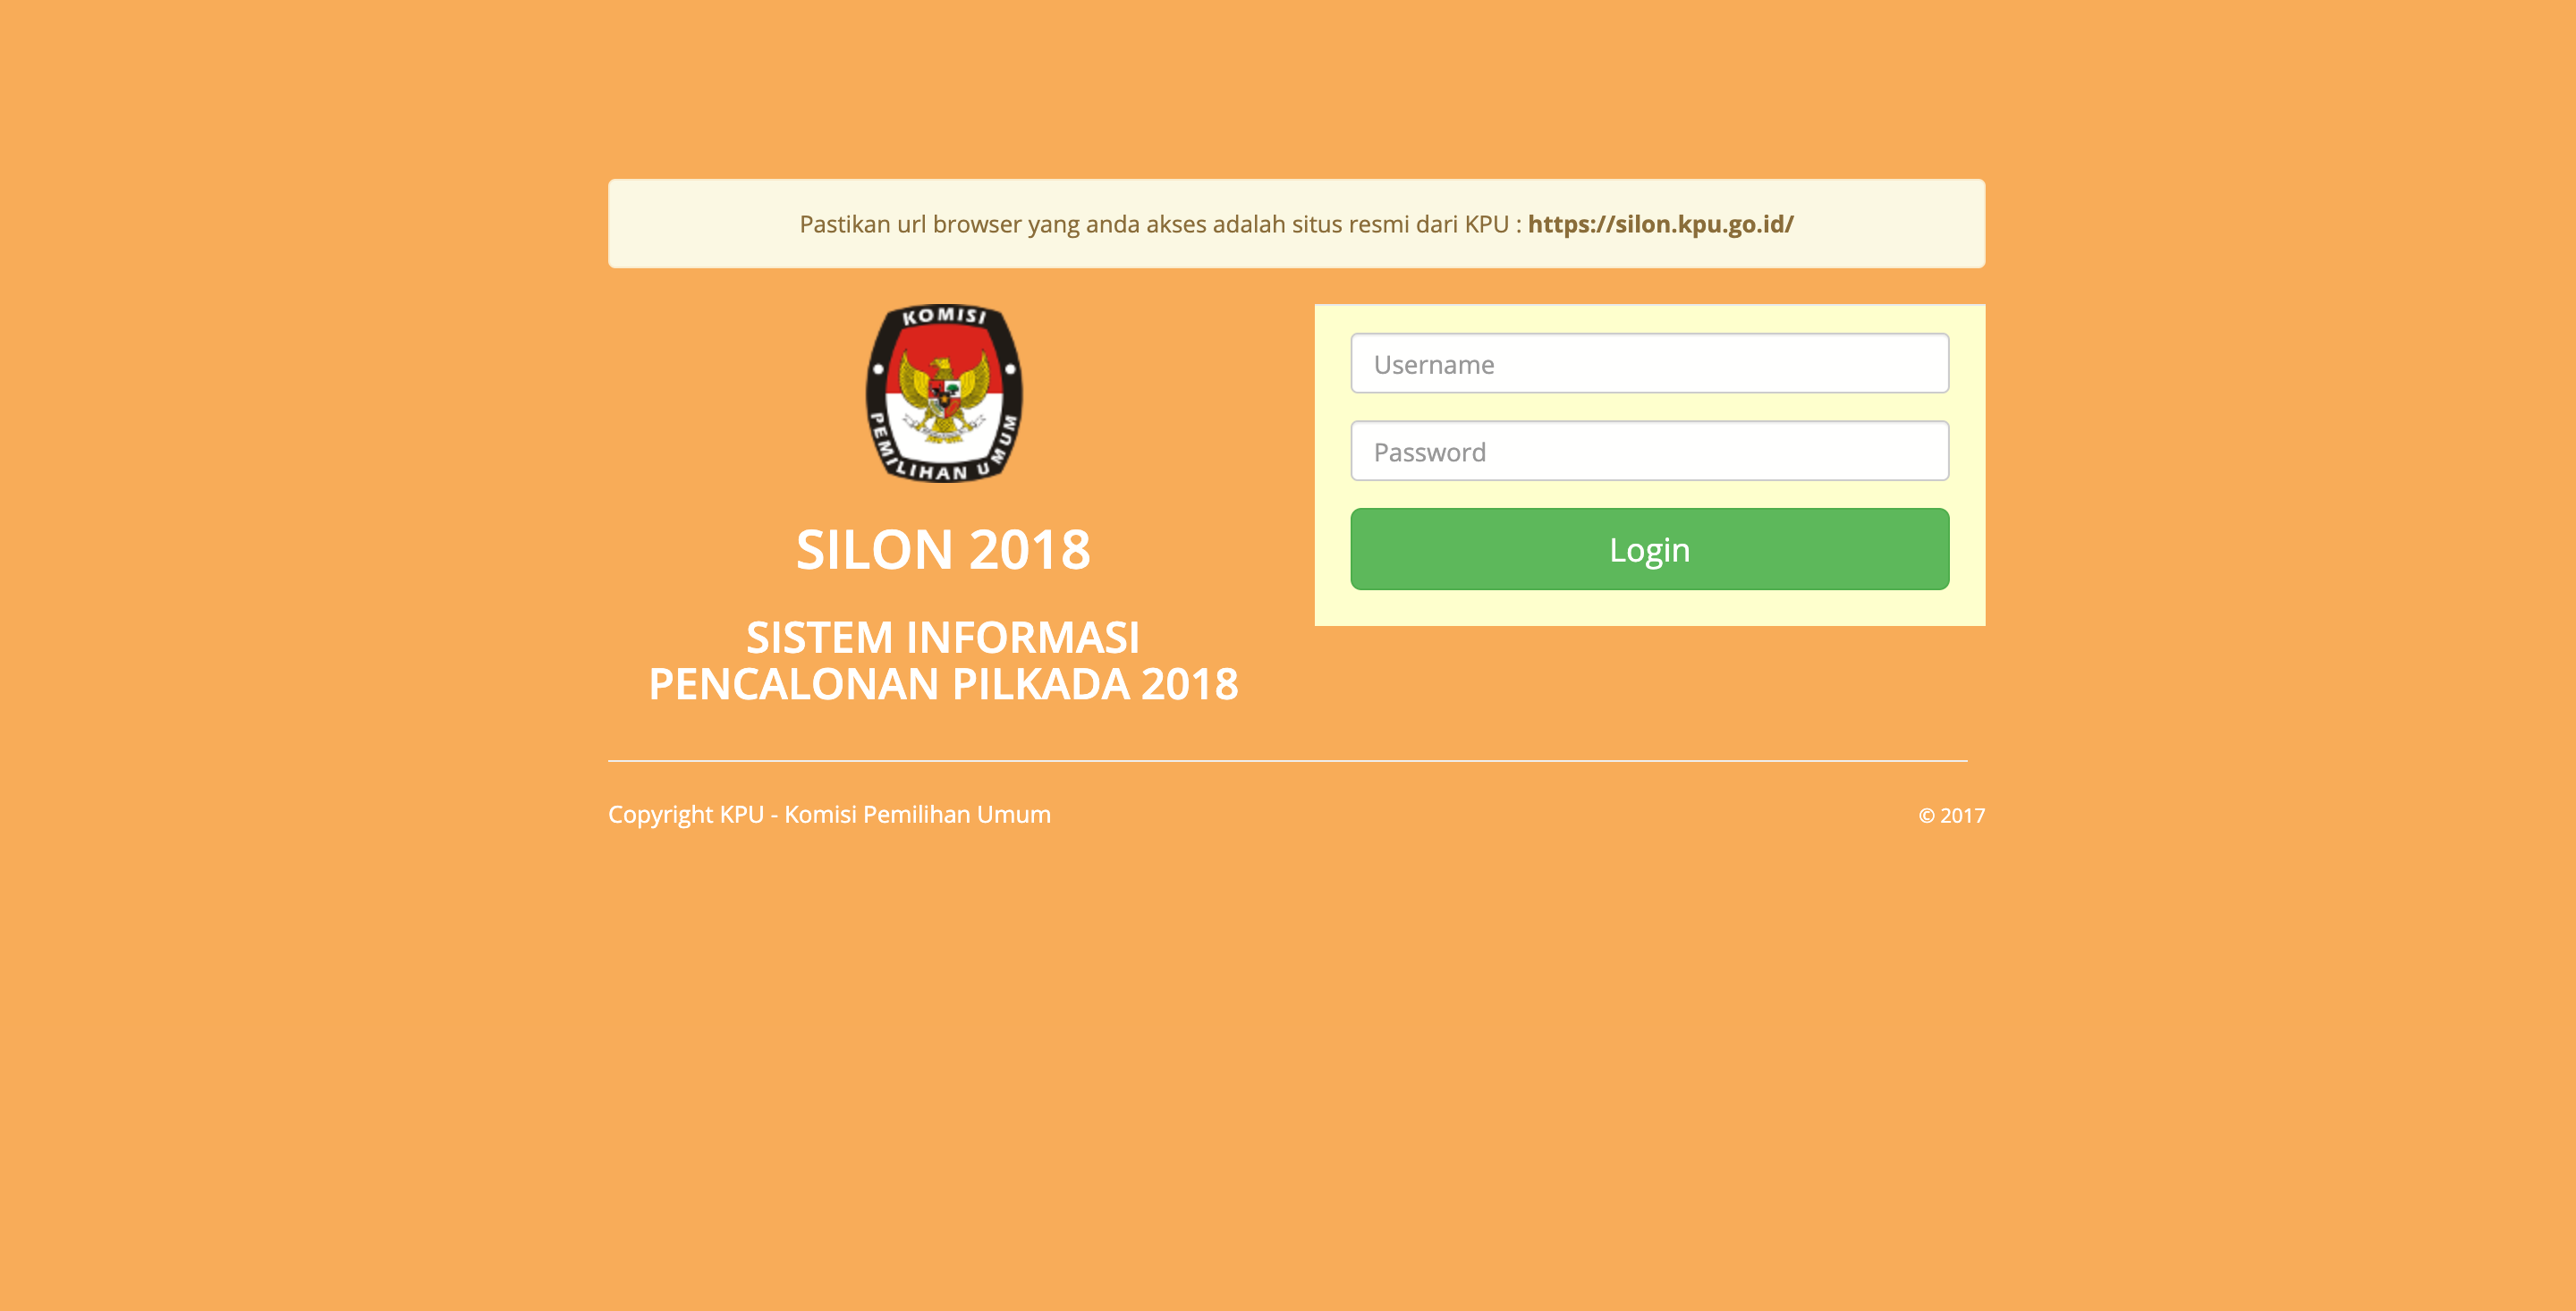 Pastikan url browser yang anda akses adalah situs resmi dari KPU : https://silon.kpu.go.id/
KOMISI
PEMILIHAN UMUM
SILON 2018
SISTEM INFORMASI
PENCALONAN PILKADA 2018
Username
Password
Login
Copyright KPU - Komisi Pemilihan Umum
© 2017